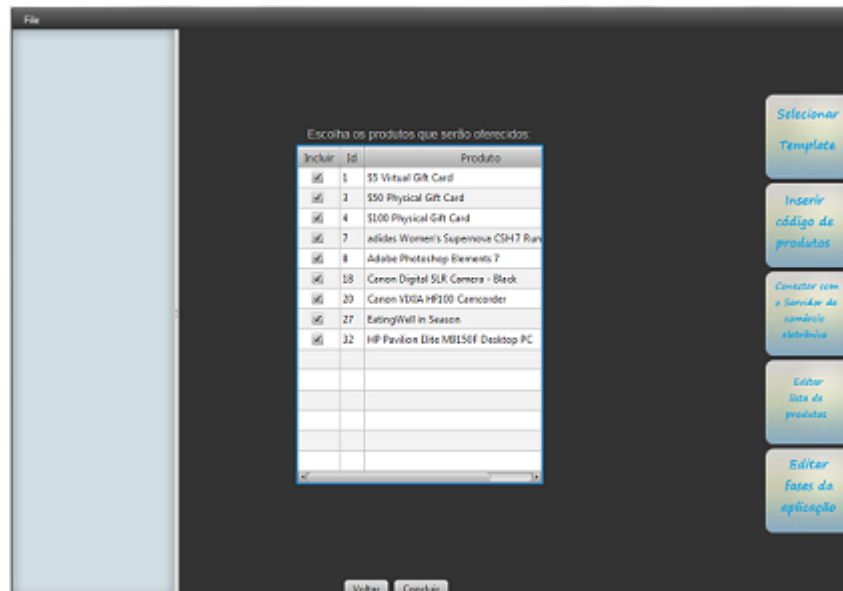 File
Escolha os produtos que serão oferecidos:
Incluir Id Produto
1 $5 Virtual Gift Card
3 $50 Physical Gift Card
4 $100 Physical Gift Card
7 adidas Women's Supernova CSH 7 Run
8 Adobe Photoshop Elements 7
18 Canon Digital SLR Camera - Black
20 Canon VIXIA HF100 Camcorder
27 EatingWell in Season
32 HP Pavilion Elite M9150F Desktop PC
Selecionar
Template
Inserir
código de
produtos
Conectar com
o Servidor de
comércio
eletrônico
Editar
lista de
produtos
Editar
fases da
aplicação
Voltar Concluir